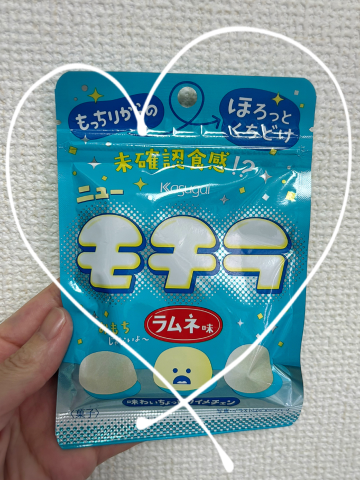 もっちりからの
ほろっと
くちどけ
未確認食感!?
ニュー
Kasugai
モチラ
ラムネ味